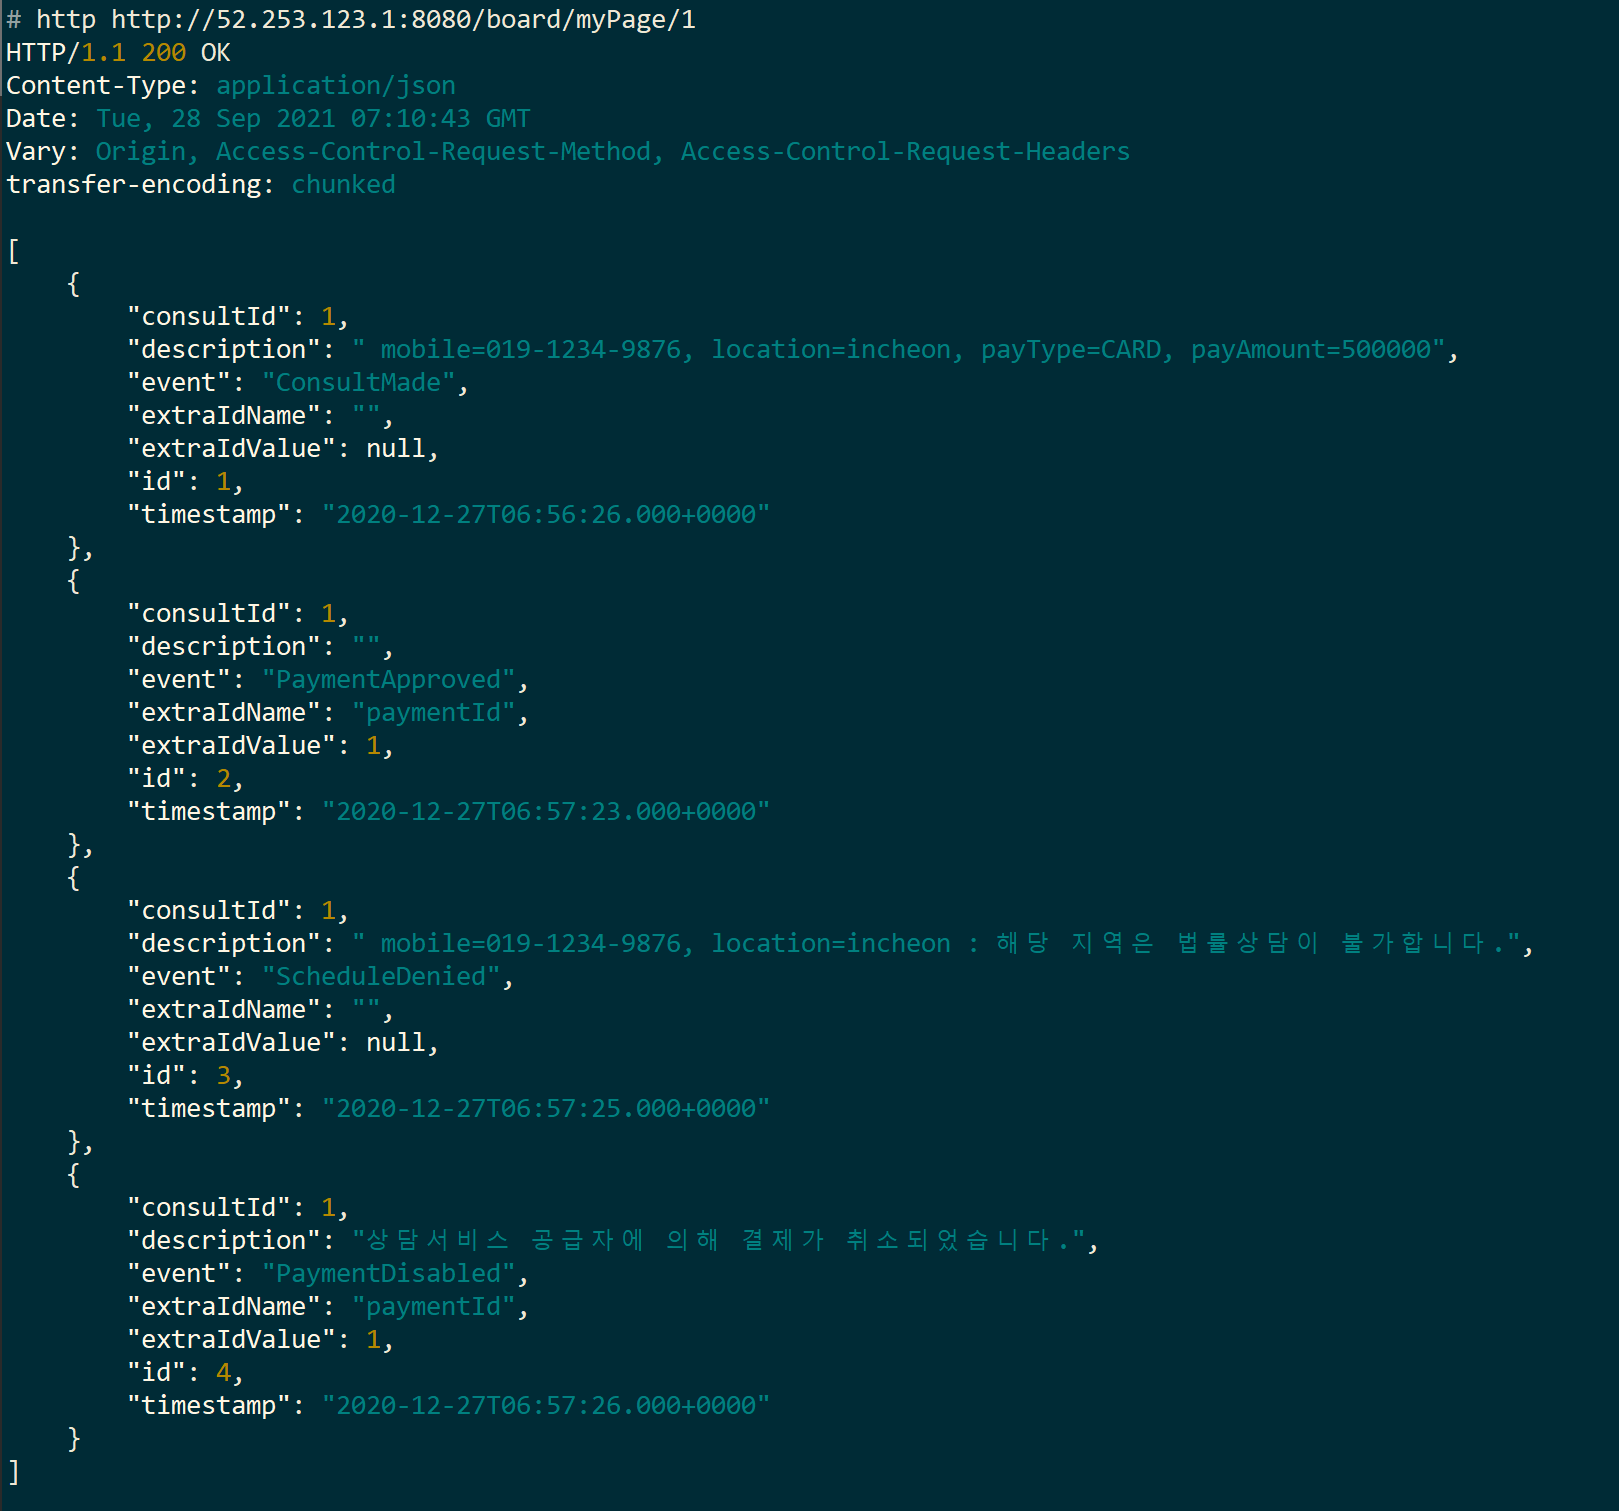 # http http://52.253.123.1:8080/board/myPage/1
HTTP/1.1 200 OK
Content-Type: application/json
Date: Tue, 28 Sep 2021 07:10:43 GMT
Vary: Origin, Access-Control-Request-Method, Access-Control-Request-Headers
transfer-encoding: chunked

[
    {
        "consultId": 1,
        "description": " mobile=019-1234-9876, location=incheon, payType=CARD, payAmount=500000",
        "event": "ConsultMade",
        "extraIdName": "",
        "extraIdValue": null,
        "id": 1,
        "timestamp": "2020-12-27T06:56:26.000+0000"
    },
    {
        "consultId": 1,
        "description": "",
        "event": "PaymentApproved",
        "extraIdName": "paymentId",
        "extraIdValue": 1,
        "id": 2,
        "timestamp": "2020-12-27T06:57:23.000+0000"
    },
    {
        "consultId": 1,
        "description": " mobile=019-1234-9876, location=incheon : 해당 지역은 법률상담이 불가합니다.",
        "event": "ScheduleDenied",
        "extraIdName": "",
        "extraIdValue": null,
        "id": 3,
        "timestamp": "2020-12-27T06:57:25.000+0000"
    },
    {
        "consultId": 1,
        "description": "상담서비스 공급자에 의해 결제가 취소되었습니다.",
        "event": "PaymentDisabled",
        "extraIdName": "paymentId",
        "extraIdValue": 1,
        "id": 4,
        "timestamp": "2020-12-27T06:57:26.000+0000"
    }
]